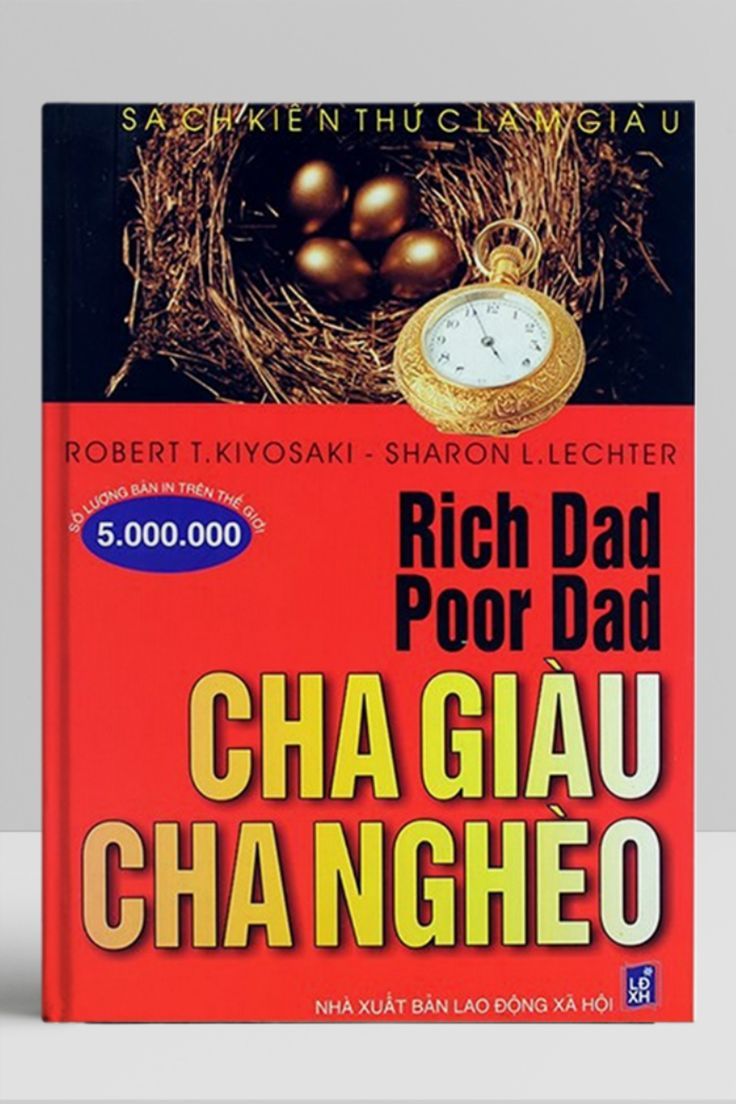 SÁCH KIẾN THỨC LÀM GIÀU
12
ROBERT T.KIYOSAKI - SHARON L.LECHTER
SỐ LƯỢNG BẢN IN TRÊN THẾ GIỚI
5.000.000
Rich Dad
Poor Dad
CHA GIÀU
CHA NGHÈO
NHÀ XUẤT BẢN LAO ĐỘNG XÃ HỘI
LĐ
XH